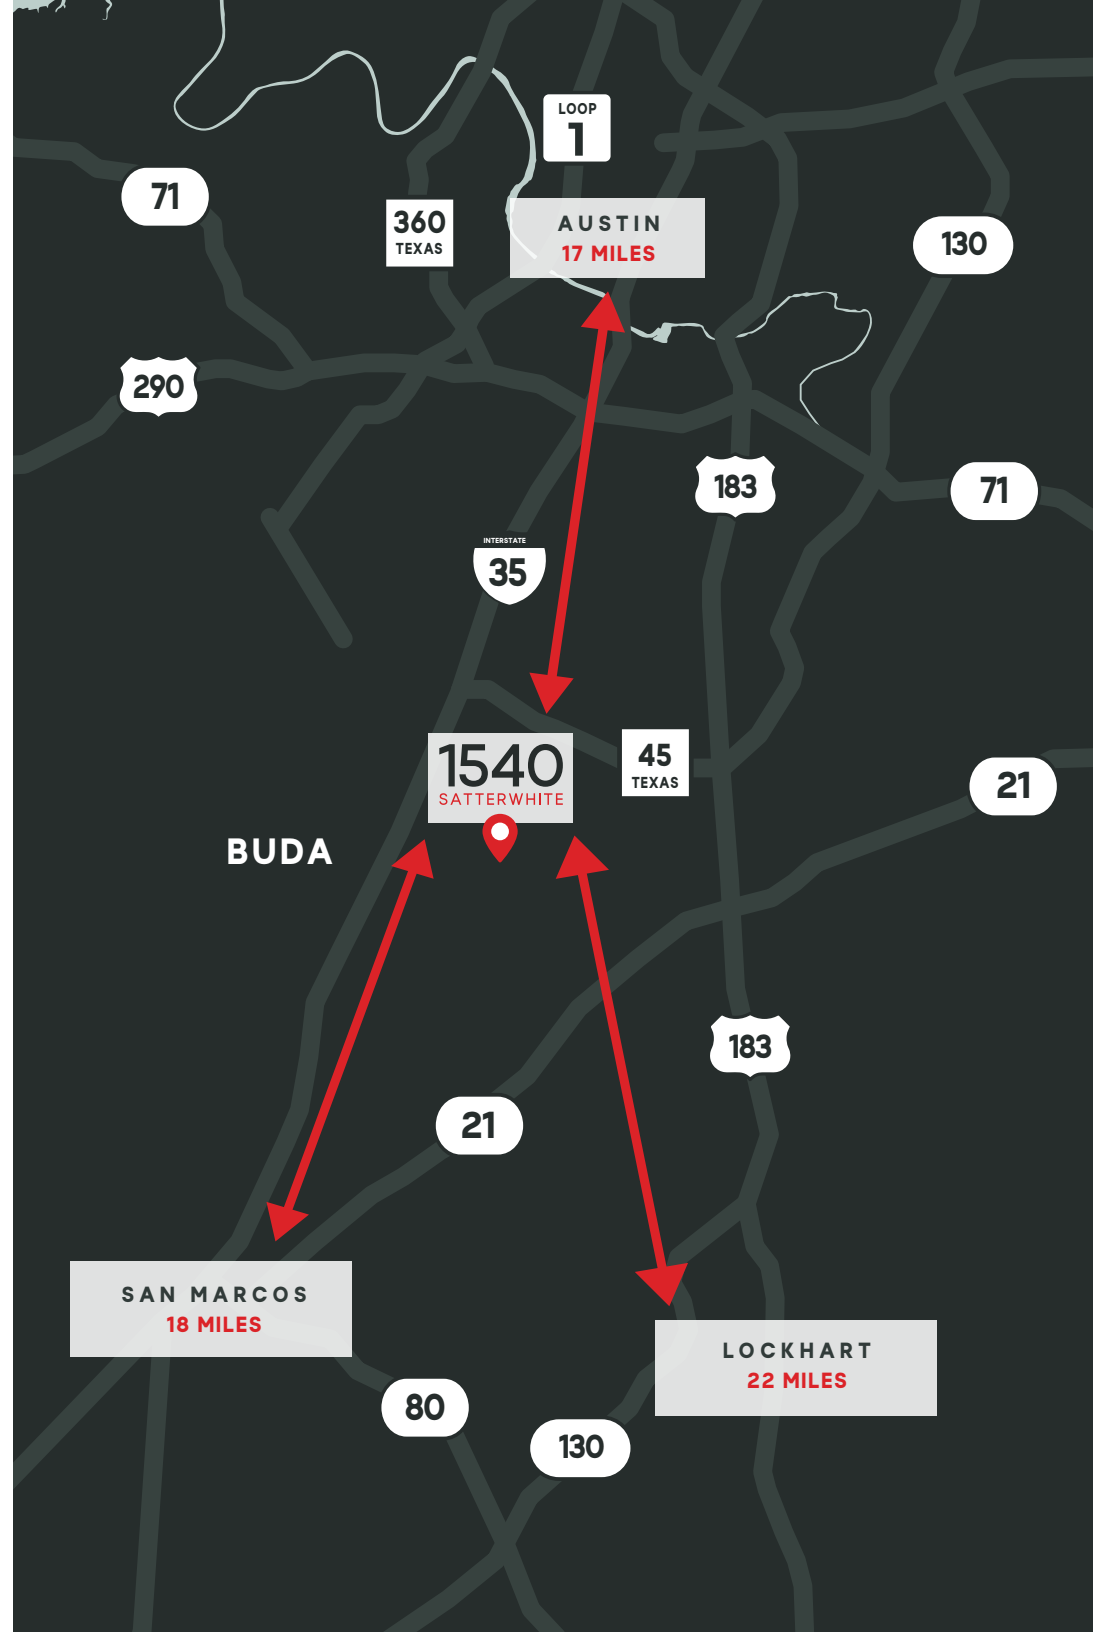 LOOP
1
71
360
TEXAS
AUSTIN
17 MILES
130
290
183
71
INTERSTATE
35
1540
SATTERWHITE
45
TEXAS
21
BUDA
183
21
SAN MARCOS
18 MILES
LOCKHART
22 MILES
80
130